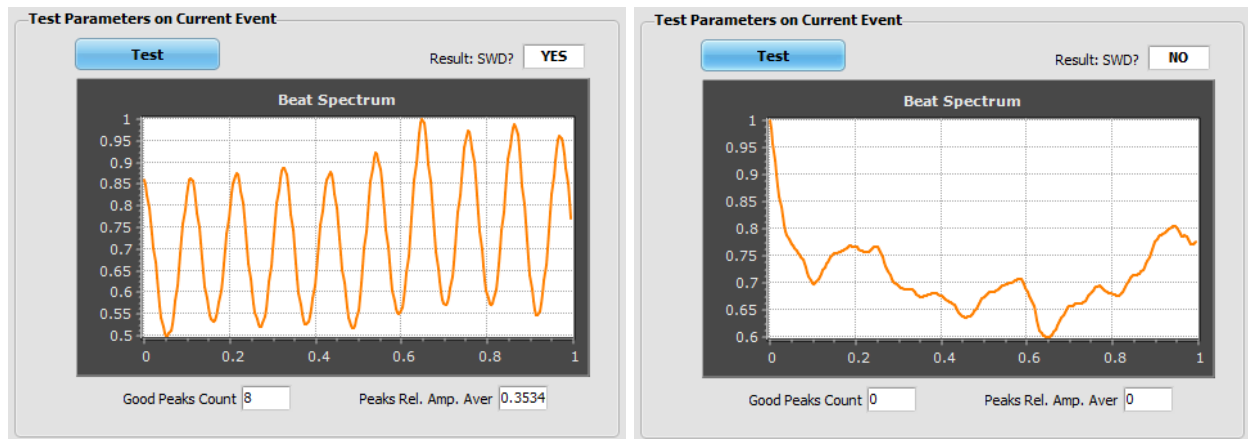 Test Parameters on Current Event
Test
Result: SWD? YES
Beat Spectrum
1
0.95
0.9
0.85
0.8
0.75
0.7
0.65
0.6
0.55
0.5
0 0.2 0.4 0.6 0.8 1
Good Peaks Count 8 Peaks Rel. Amp. Aver 0.3534
Test Parameters on Current Event
Test
Result: SWD? NO
Beat Spectrum
1
0.95
0.9
0.85
0.8
0.75
0.7
0.65
0.6
0 0.2 0.4 0.6 0.8 1
Good Peaks Count 0 Peaks Rel. Amp. Aver 0